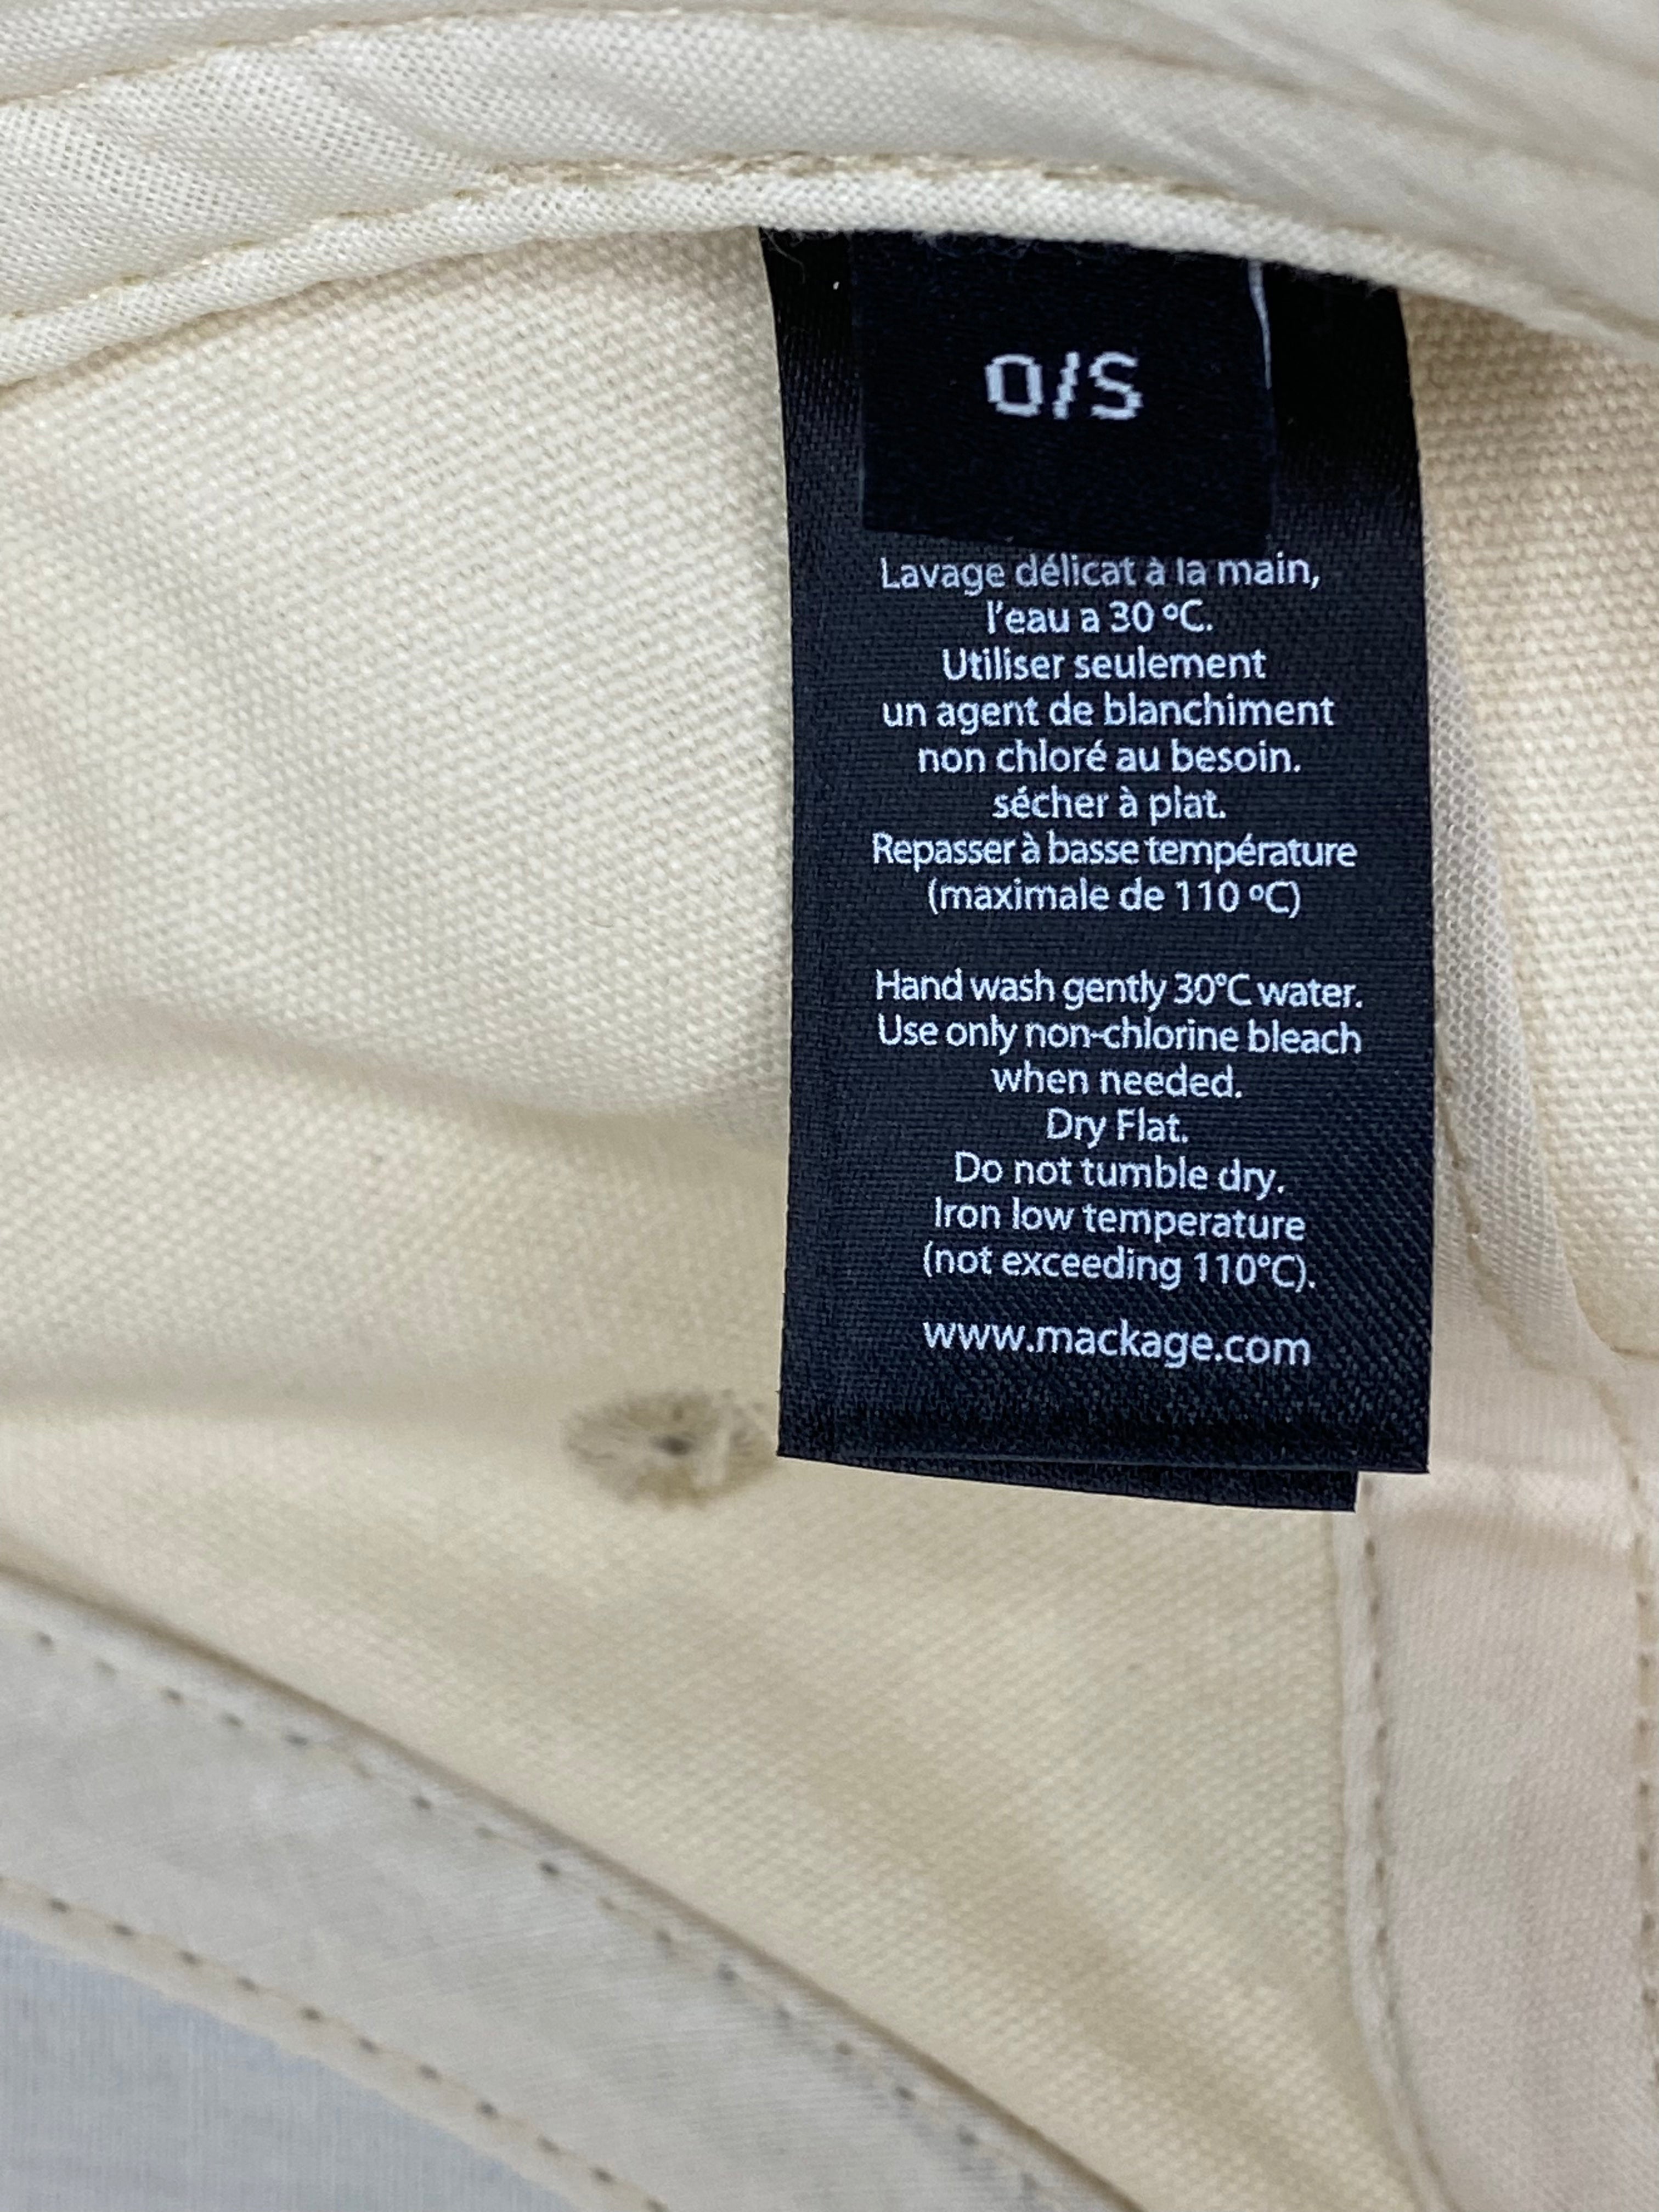 O/S
Lavage délicat à la main,
l'eau a 30 ºC.
Utiliser seulement
un agent de blanchiment
non chloré au besoin.
sécher à plat.
Repasser à basse température
(maximale de 110 ºC)
Hand wash gently 30°C water.
Use only non-chlorine bleach
when needed.
Dry Flat.
Do not tumble dry.
Iron low temperature
(not exceeding 110°C).
www.mackage.com